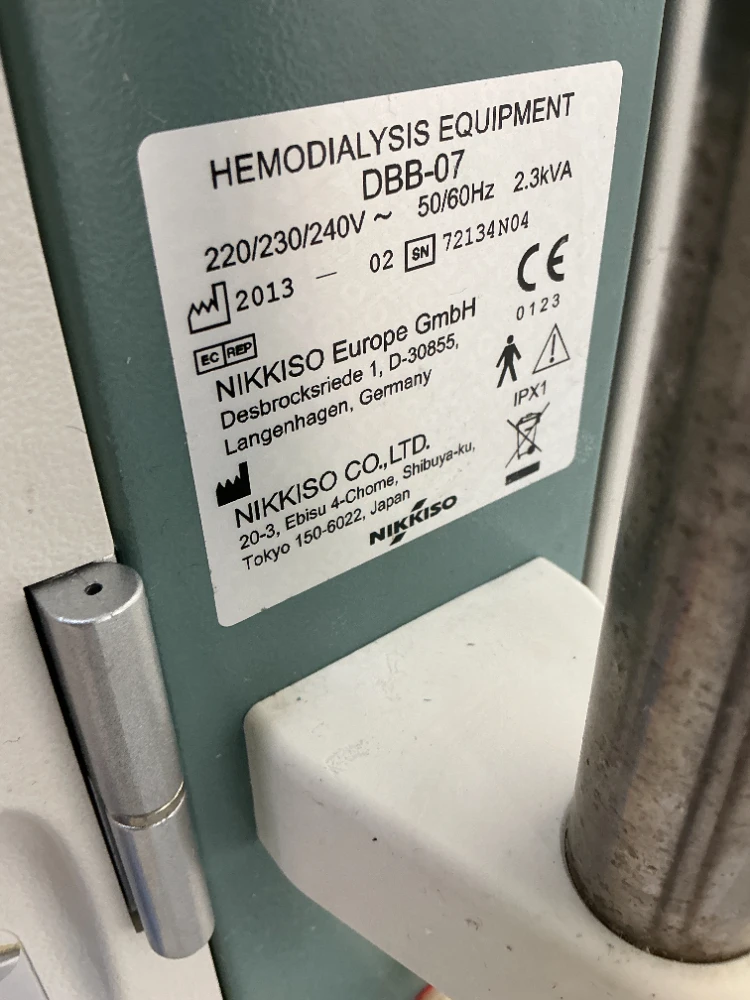 HEMODIALYSIS EQUIPMENT
DBB-07
220/230/240V ~ 50/60Hz 2.3kVA
2013 — 02 SN 72134N04
CE
0123
EC REP
NIKKISO Europe GmbH
Desbrocksriede 1, D-30855,
Langenhagen, Germany
IPX1
NIKKISO CO.,LTD.
20-3, Ebisu 4-Chome, Shibuya-ku,
Tokyo 150-6022, Japan
NIKKISO